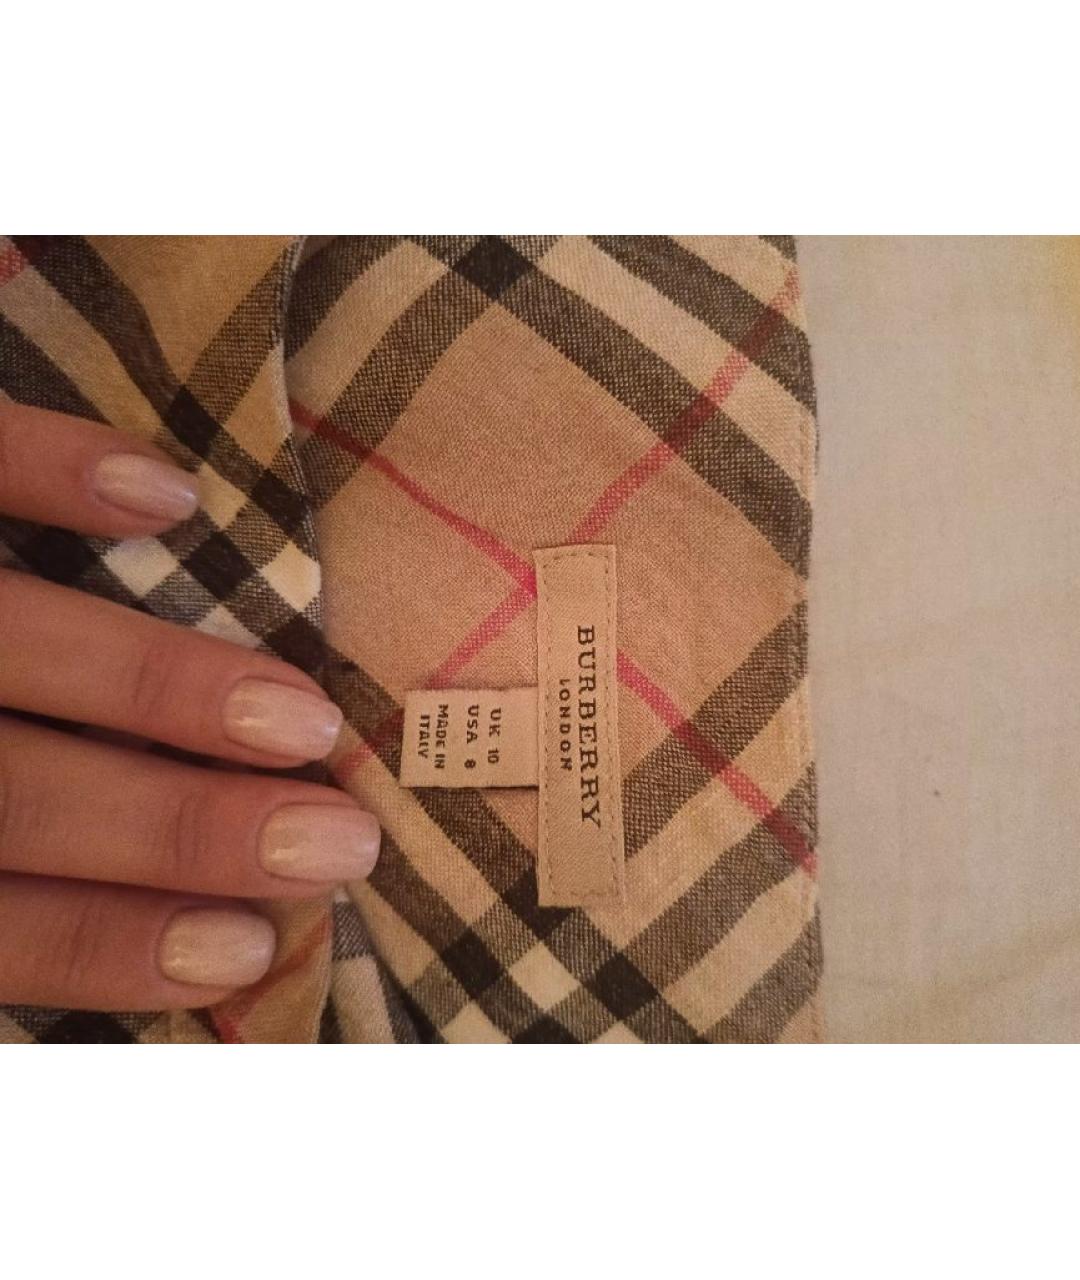 BURBERRY
LONDON
UK 10
USA 8
MADE IN
ITALY